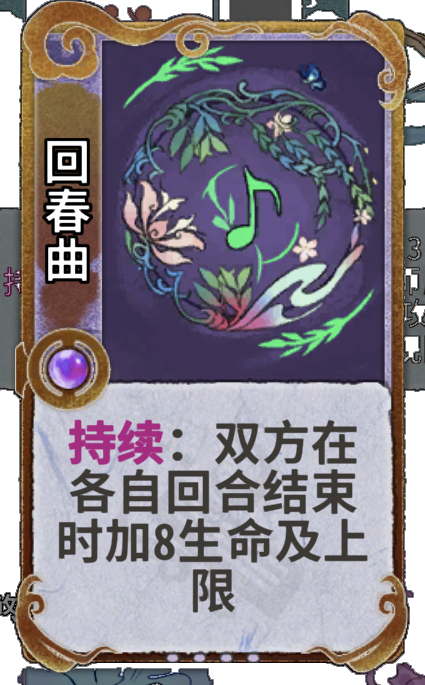 回春曲
持续：双方在
各自回合结束
时加8生命及上
限